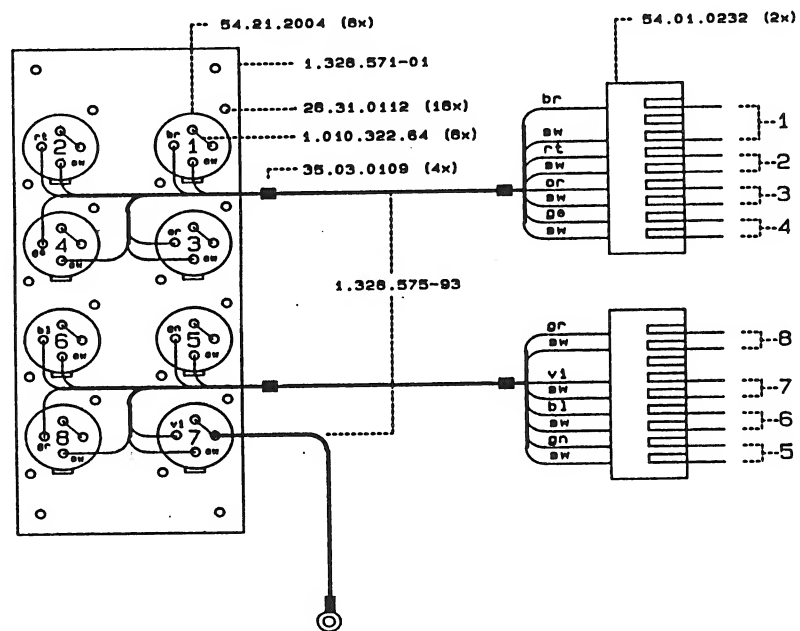 54.21.2004 (8x)
54.01.0232 (2x)
1.328.571-01
26.31.0112 (16x)
1.010.322.64 (8x)
35.03.0109 (4x)
rt
2
sw
br
1
sw
4
ge
sw
or
3
sw
bl
6
sw
gn
5
sw
8
gr
sw
vi
7
sw
1.328.575-93
br
sw
rt
sw
or
sw
ge
sw
1
2
3
4
gr
sw
vi
sw
bl
sw
gn
sw
8
7
6
5